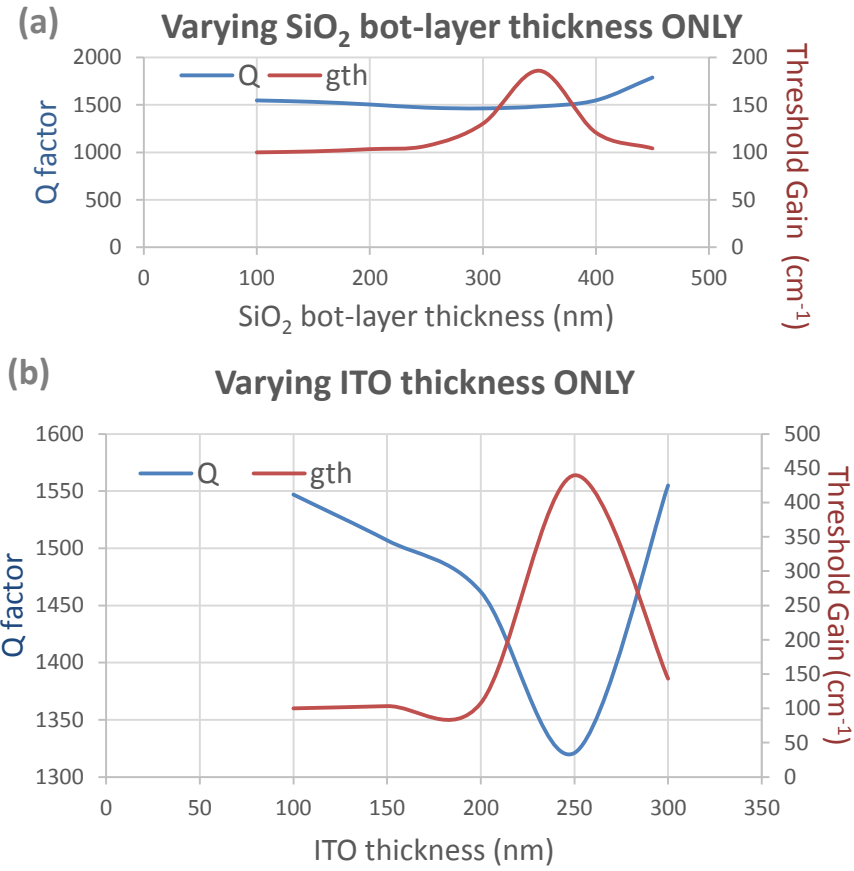 (a)
Varying SiO₂ bot-layer thickness ONLY
Q gth
2000
1500
1000
500
0
200
150
100
50
0
0 100 200 300 400 500
Q factor
Threshold Gain (cm⁻¹)
SiO₂ bot-layer thickness (nm)
(b)
Varying ITO thickness ONLY
Q gth
1600
1550
1500
1450
1400
1350
1300
500
450
400
350
300
250
200
150
100
50
0
0 50 100 150 200 250 300 350
Q factor
Threshold Gain (cm⁻¹)
ITO thickness (nm)